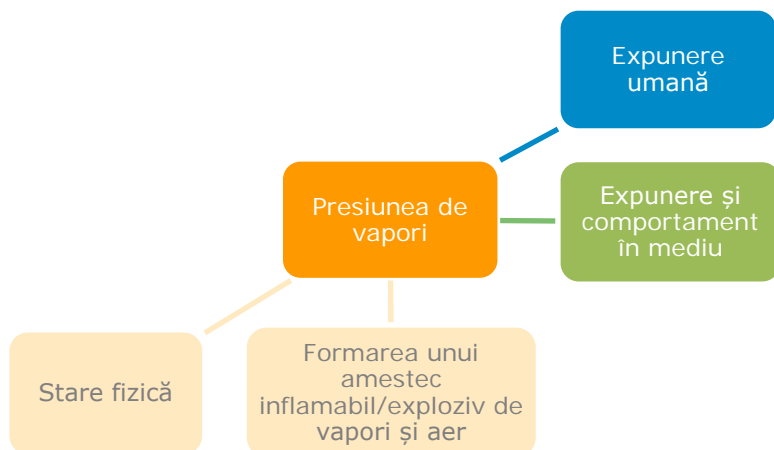 Expunere
umană
Presiunea de
vapori
Expunere și
comportament
în mediu
Stare fizică
Formarea unui
amestec
inflamabil/exploziv de
vapori și aer